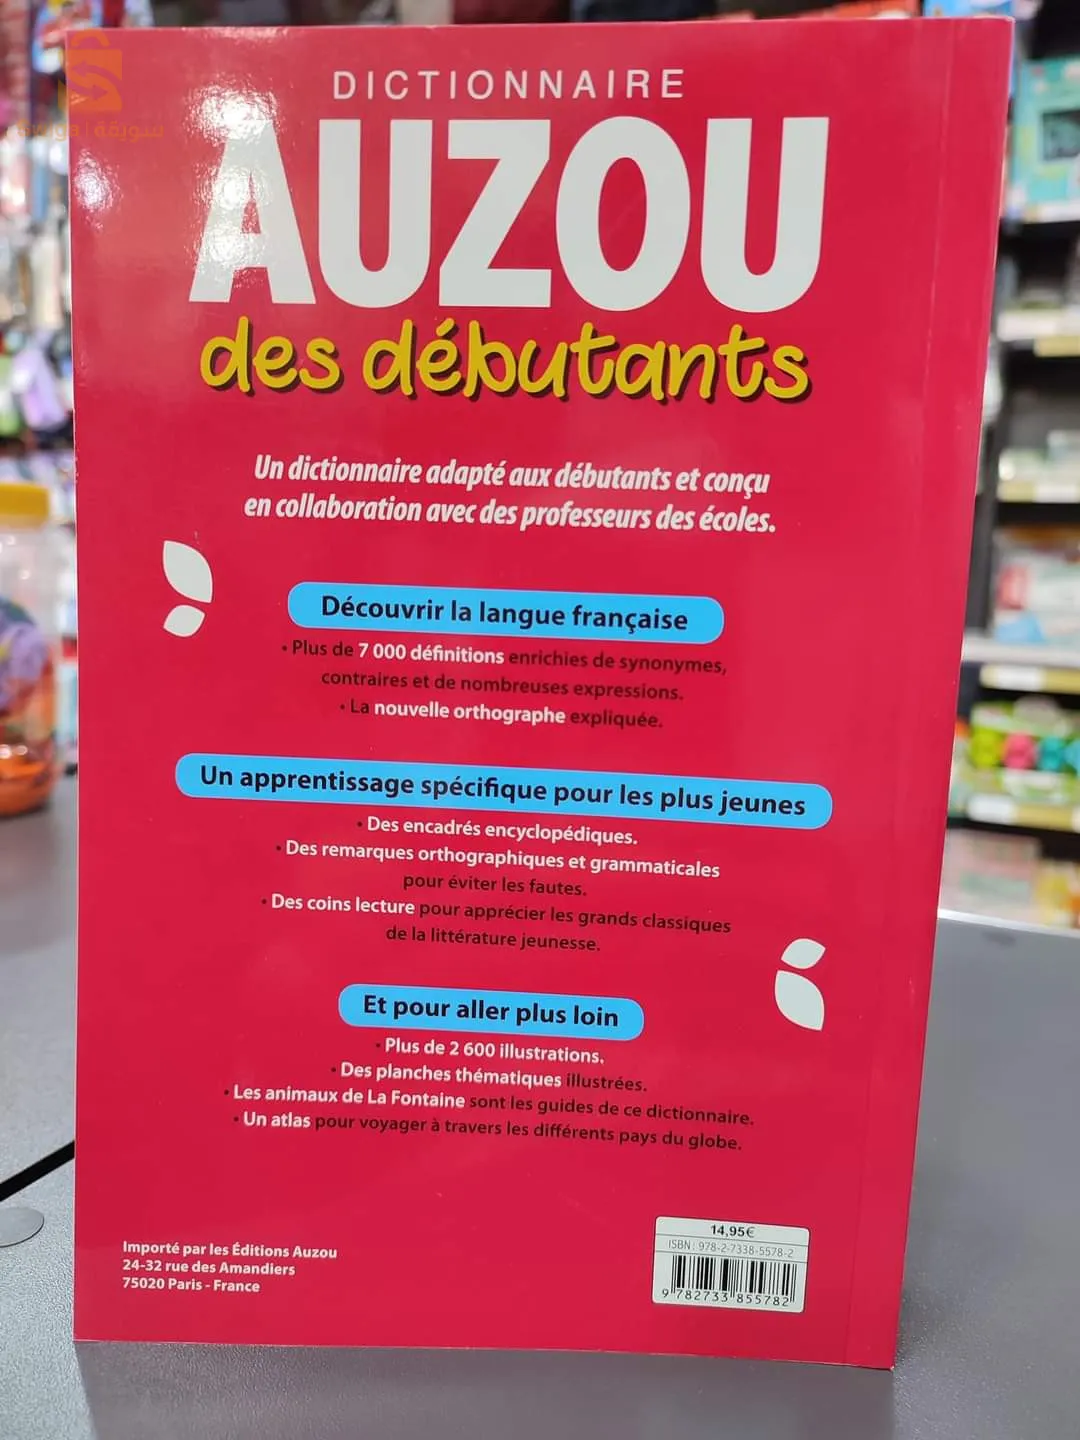 سويقة
DICTIONNAIRE
AUZOU
des débutants
Un dictionnaire adapté aux débutants et conçu
en collaboration avec des professeurs des écoles.
Découvrir la langue française
• Plus de 7 000 définitions enrichies de synonymes,
contraires et de nombreuses expressions.
• La nouvelle orthographe expliquée.
Un apprentissage spécifique pour les plus jeunes
• Des encadrés encyclopédiques.
• Des remarques orthographiques et grammaticales
pour éviter les fautes.
• Des coins lecture pour apprécier les grands classiques
de la littérature jeunesse.
Et pour aller plus loin
• Plus de 2 600 illustrations.
• Des planches thématiques illustrées.
• Les animaux de La Fontaine sont les guides de ce dictionnaire.
• Un atlas pour voyager à travers les différents pays du globe.
Importé par les Éditions Auzou
24-32 rue des Amandiers
75020 Paris - France
14,95€
ISBN : 978-2-7338-5578-2
9 782733 855782